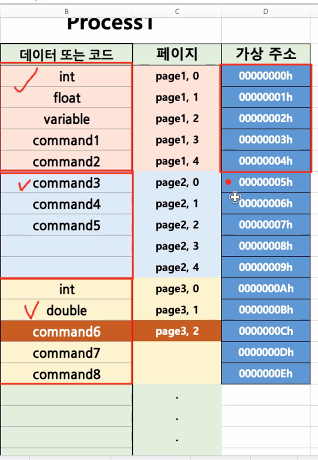 Process1
B C D
데이터 또는 코드 페이지 가상 주소
int page1, 0 00000000h
float page1, 1 00000001h
variable page1, 2 00000002h
command1 page1, 3 00000003h
command2 page1, 4 00000004h
command3 page2, 0 00000005h
command4 page2, 1 00000006h
command5 page2, 2 00000007h
page2, 3 00000008h
page2, 4 00000009h
int page3, 0 0000000Ah
double page3, 1 0000000Bh
command6 page3, 2 0000000Ch
command7 0000000Dh
command8 0000000Eh
.
.
.